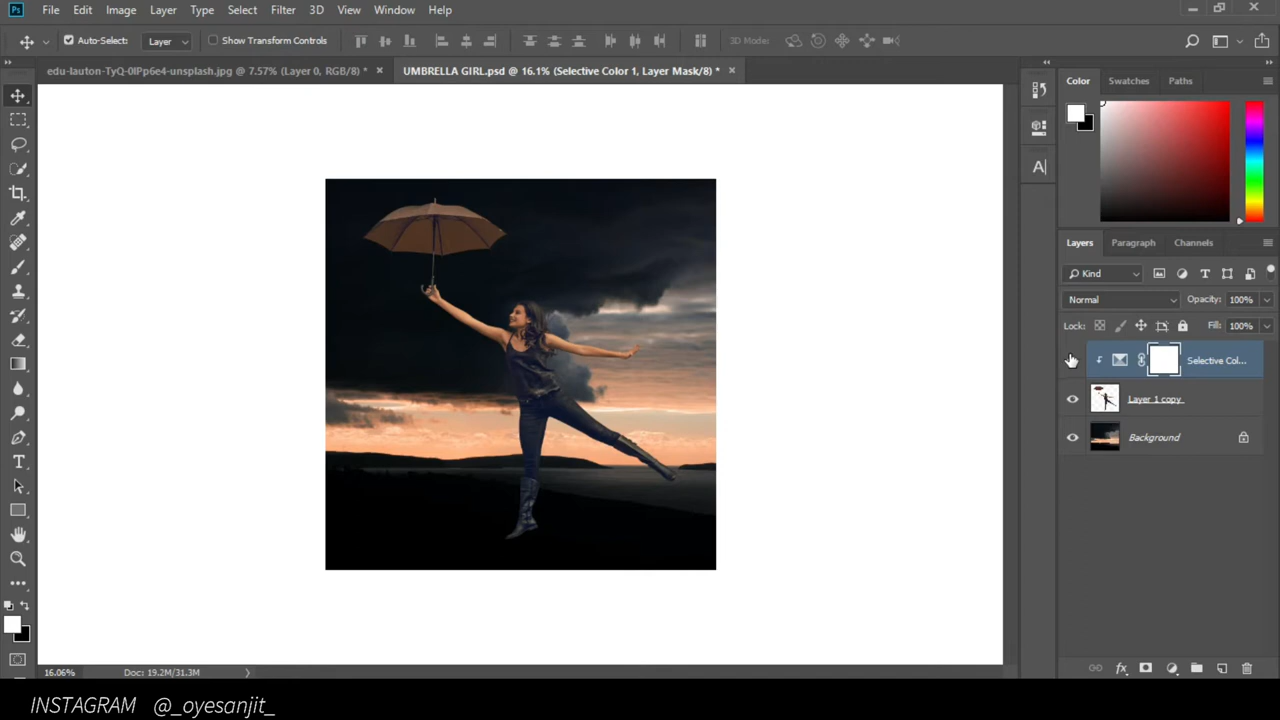 Ps File Edit Image Layer Type Select Filter 3D View Window Help
Auto-Select: Layer Show Transform Controls 3D Mode:
edu-lauton-TyQ-0lPp6e4-unsplash.jpg @ 7.57% (Layer 0, RGB/8) * × UMBRELLA GIRL.psd @ 16.1% (Selective Color 1, Layer Mask/8) * ×
Color Swatches Paths
Layers Paragraph Channels
Kind
Normal Opacity: 100%
Lock: Fill: 100%
Selective Col...
Layer 1 copy
Background
16.06% Doc: 19.2M/31.3M
INSTAGRAM @_oyesanjit_